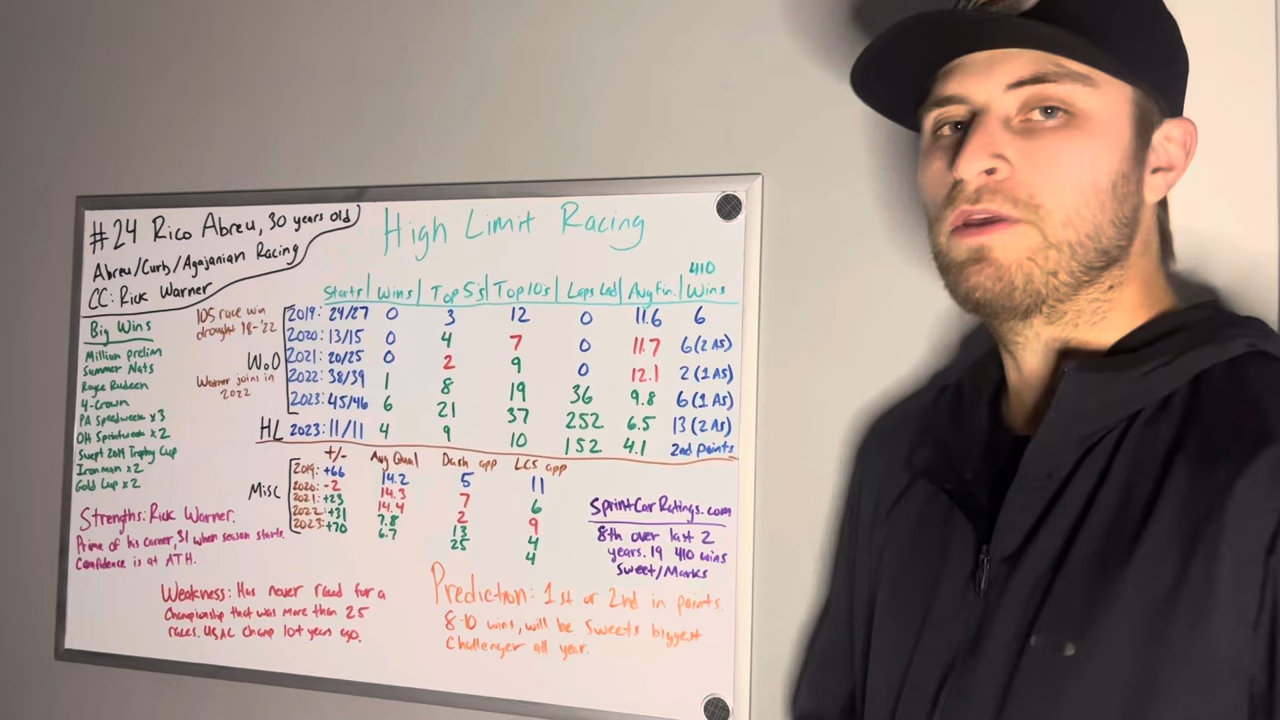 #24 Rico Abreu, 30 years old
Abreu/Curb/Agajanian Racing
CC: Rick Warner
High Limit Racing
Starts | Wins | Top 5's | Top 10's | Laps Led | Avg Fin. | 410 Wins
105 race win
drought 18-'22
WoO
Warner joins in
2022
2019: 24/27 0 3 12 0 11.6 6
2020: 13/15 0 4 7 0 11.7 6 (2 AS)
2021: 20/25 0 2 9 0 12.1 2 (1 AS)
2022: 38/39 1 8 19 36 9.8 6 (1 AS)
2023: 45/46 6 21 37 252 6.5 13 (2 AS)
HL 2023: 11/11 4 9 10 152 4.1 2nd points
Big Wins
Million prelim
Summer Nats
Rayce Rudeen
4-Crown
PA Speedweek x3
OH Sprintweek x2
Swept 2019 Trophy Cup
Ironman x2
Gold Cup x2
Misc
+/- Avg Qual Dash app LCS app
2019: +66 14.2 5 11
2020: -2 14.3 7 6
2021: +23 14.4 2 9
2022: +31 7.8 13 4
2023: +70 6.7 25 4
SprintCarRatings.com
8th over last 2
years. 19 410 wins
Sweet/Marks
Strengths: Rick Warner.
Prime of his career, 31 when season starts.
Confidence is at ATH.
Weakness: Has never raced for a
championship that was more than 25
races. USAC champ 10+ years ago.
Prediction: 1st or 2nd in points.
8-10 wins, will be Sweets biggest
challenger all year.